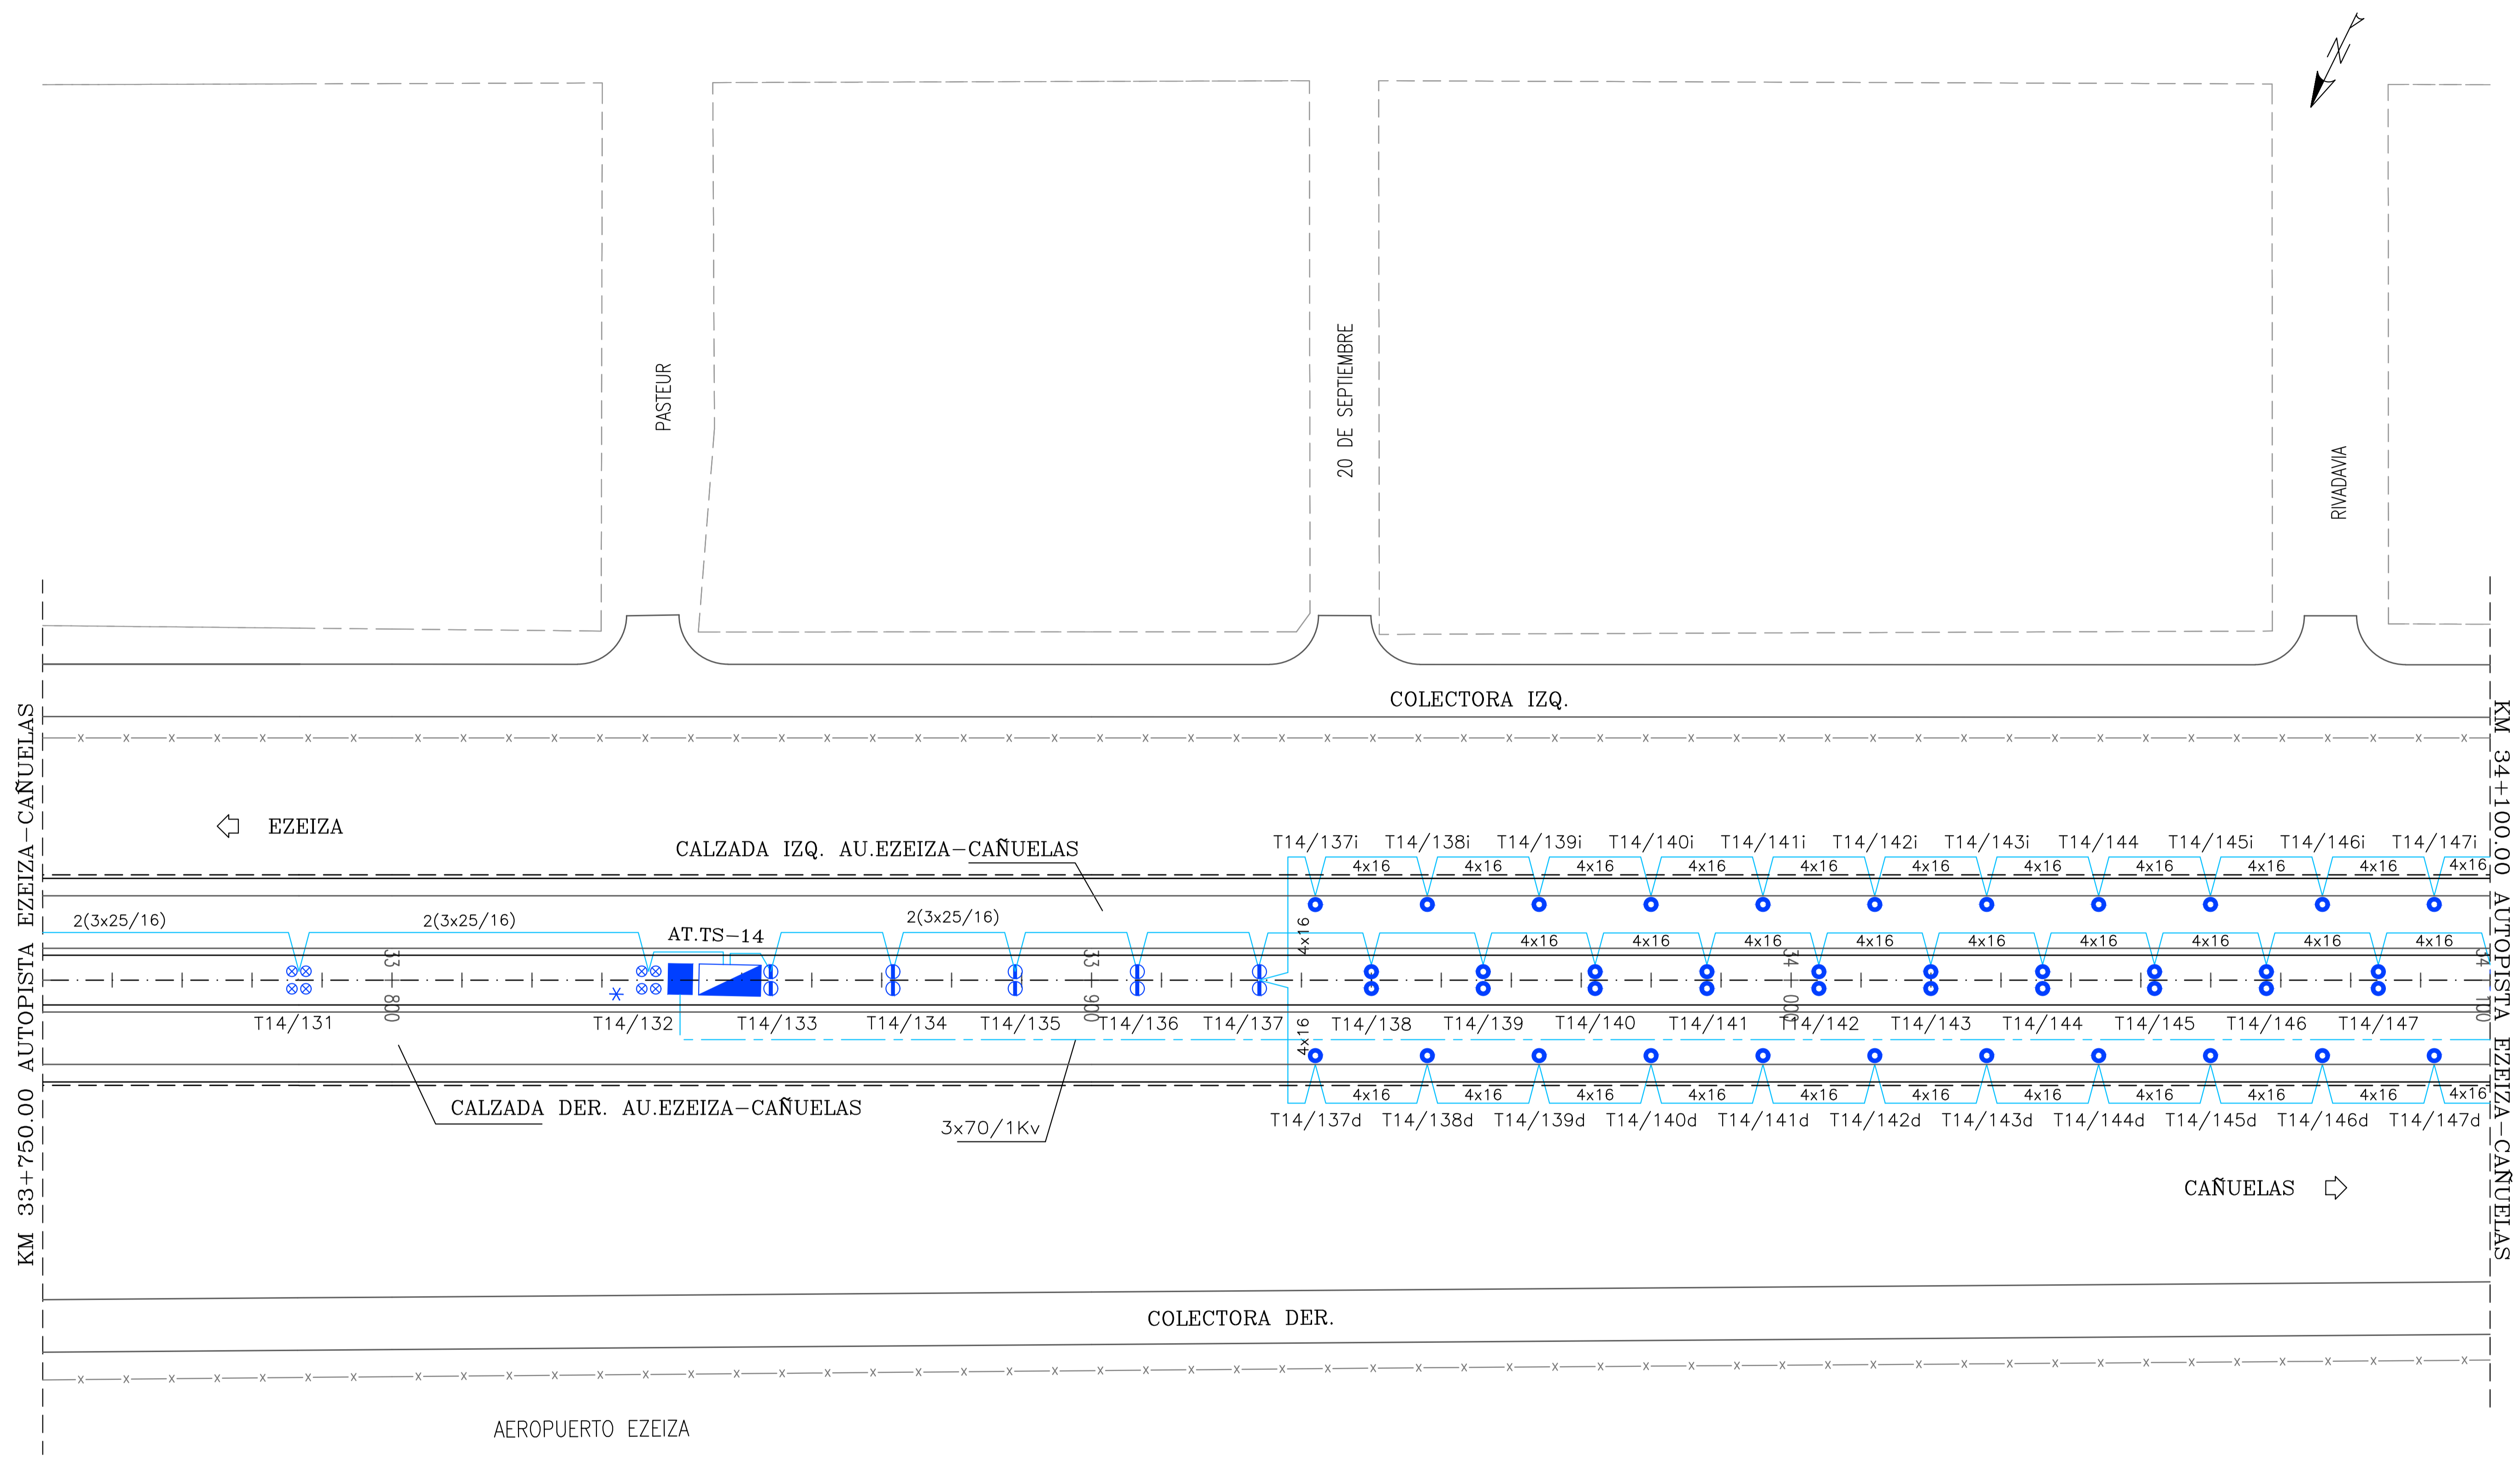 N
PASTEUR
20 DE SEPTIEMBRE
RIVADAVIA
COLECTORA IZQ.
KM 33+750.00 AUTOPISTA EZEIZA-CAÑUELAS
KM 34+100.00 AUTOPISTA EZEIZA-CAÑUELAS
EZEIZA
CALZADA IZQ. AU.EZEIZA-CAÑUELAS
T14/137i T14/138i T14/139i T14/140i T14/141i T14/142i T14/143i T14/144 T14/145i T14/146i T14/147i
4x16 4x16 4x16 4x16 4x16 4x16 4x16 4x16 4x16 4x16 4x16
2(3x25/16) 2(3x25/16) 2(3x25/16)
AT.TS-14
4x16
4x16 4x16 4x16 4x16 4x16 4x16 4x16 4x16 4x16
33 800
33 900
34 000
34 100
*
T14/131 T14/132 T14/133 T14/134 T14/135 T14/136 T14/137 T14/138 T14/139 T14/140 T14/141 T14/142 T14/143 T14/144 T14/145 T14/146 T14/147
4x16
4x16 4x16 4x16 4x16 4x16 4x16 4x16 4x16 4x16 4x16 4x16
CALZADA DER. AU.EZEIZA-CAÑUELAS
3x70/1Kv
T14/137d T14/138d T14/139d T14/140d T14/141d T14/142d T14/143d T14/144d T14/145d T14/146d T14/147d
CAÑUELAS
COLECTORA DER.
AEROPUERTO EZEIZA